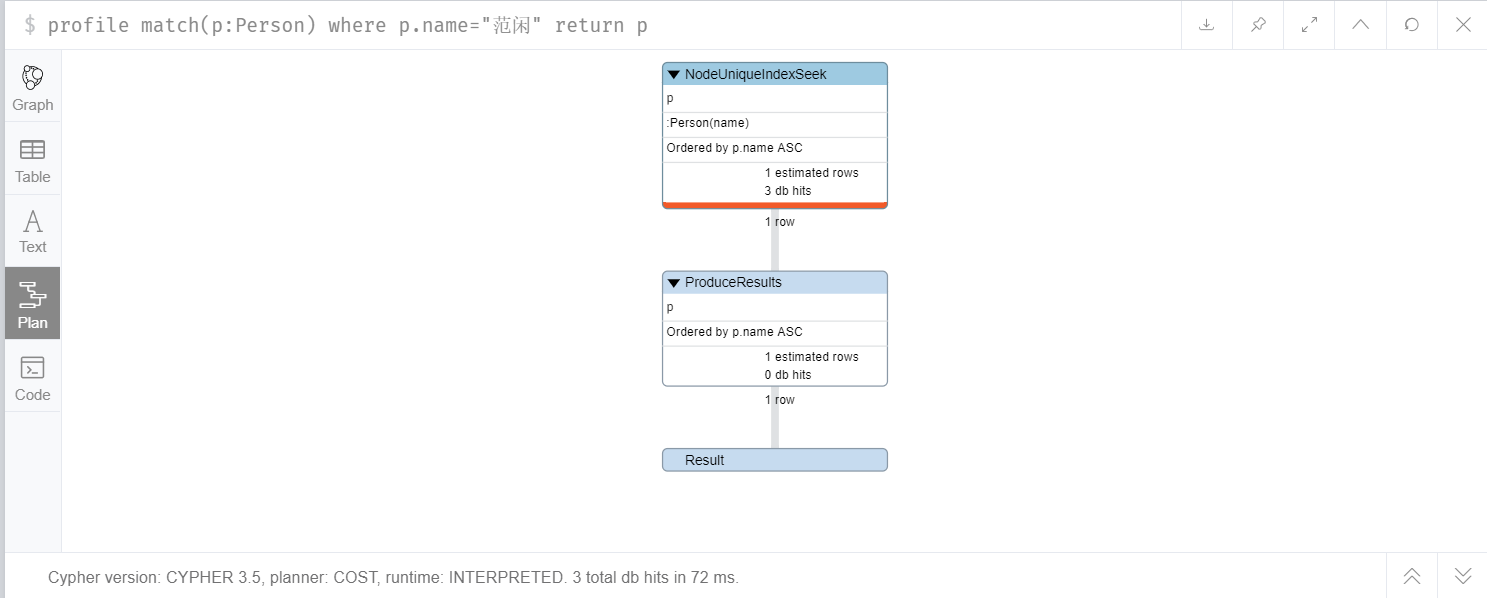 $ profile match(p:Person) where p.name="范闲" return p
Graph
Table
Text
Plan
Code
NodeUniqueIndexSeek
p
:Person(name)
Ordered by p.name ASC
1 estimated rows
3 db hits
1 row
ProduceResults
p
Ordered by p.name ASC
1 estimated rows
0 db hits
1 row
Result
Cypher version: CYPHER 3.5, planner: COST, runtime: INTERPRETED. 3 total db hits in 72 ms.